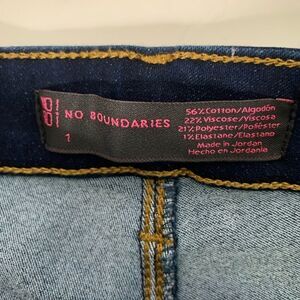 NO BOUNDARIES
1
56% Cotton/Algodón
22% Viscose/Viscosa
21% Polyester/Poliéster
1% Elastane/Elastano
Made in Jordan
Hecho en Jordania